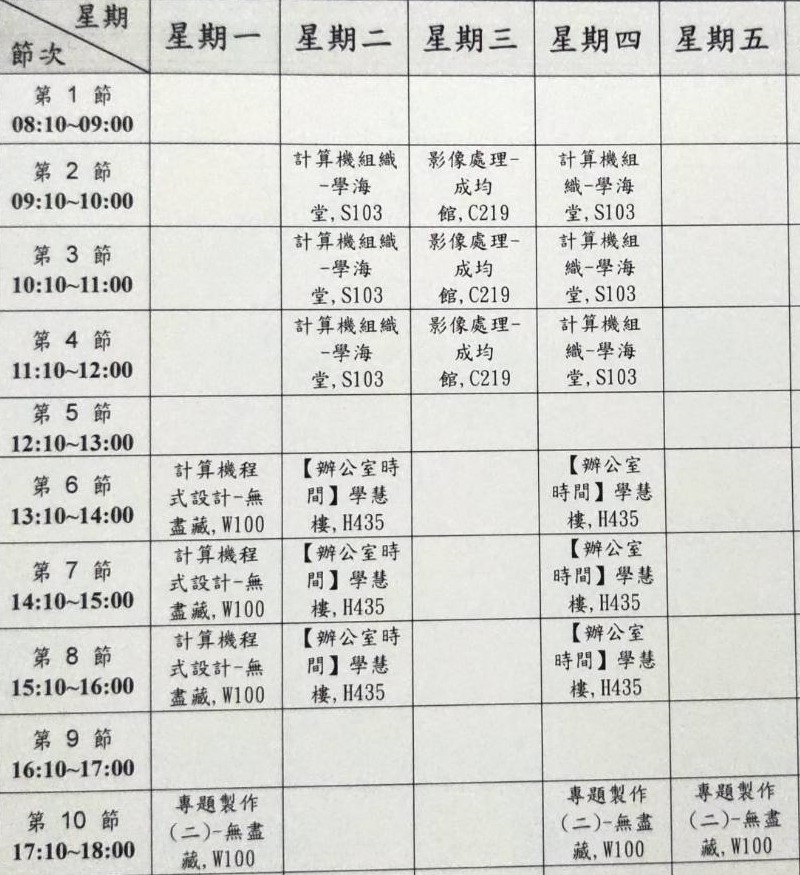 星期
節次
星期一
星期二
星期三
星期四
星期五
第 1 節
08:10~09:00
第 2 節
09:10~10:00
計算機組織
-學海
堂,S103
影像處理-
成均
館,C219
計算機組
織-學海
堂,S103
第 3 節
10:10~11:00
計算機組織
-學海
堂,S103
影像處理-
成均
館,C219
計算機組
織-學海
堂,S103
第 4 節
11:10~12:00
計算機組織
-學海
堂,S103
影像處理-
成均
館,C219
計算機組
織-學海
堂,S103
第 5 節
12:10~13:00
第 6 節
13:10~14:00
計算機程
式設計-無
盡藏,W100
【辦公室時
間】學慧
樓,H435
【辦公室
時間】學慧
樓,H435
第 7 節
14:10~15:00
計算機程
式設計-無
盡藏,W100
【辦公室時
間】學慧
樓,H435
【辦公室
時間】學慧
樓,H435
第 8 節
15:10~16:00
計算機程
式設計-無
盡藏,W100
【辦公室時
間】學慧
樓,H435
【辦公室
時間】學慧
樓,H435
第 9 節
16:10~17:00
第 10 節
17:10~18:00
專題製作
(二)-無盡
藏,W100
專題製作
(二)-無盡
藏,W100
專題製作
(二)-無盡
藏,W100